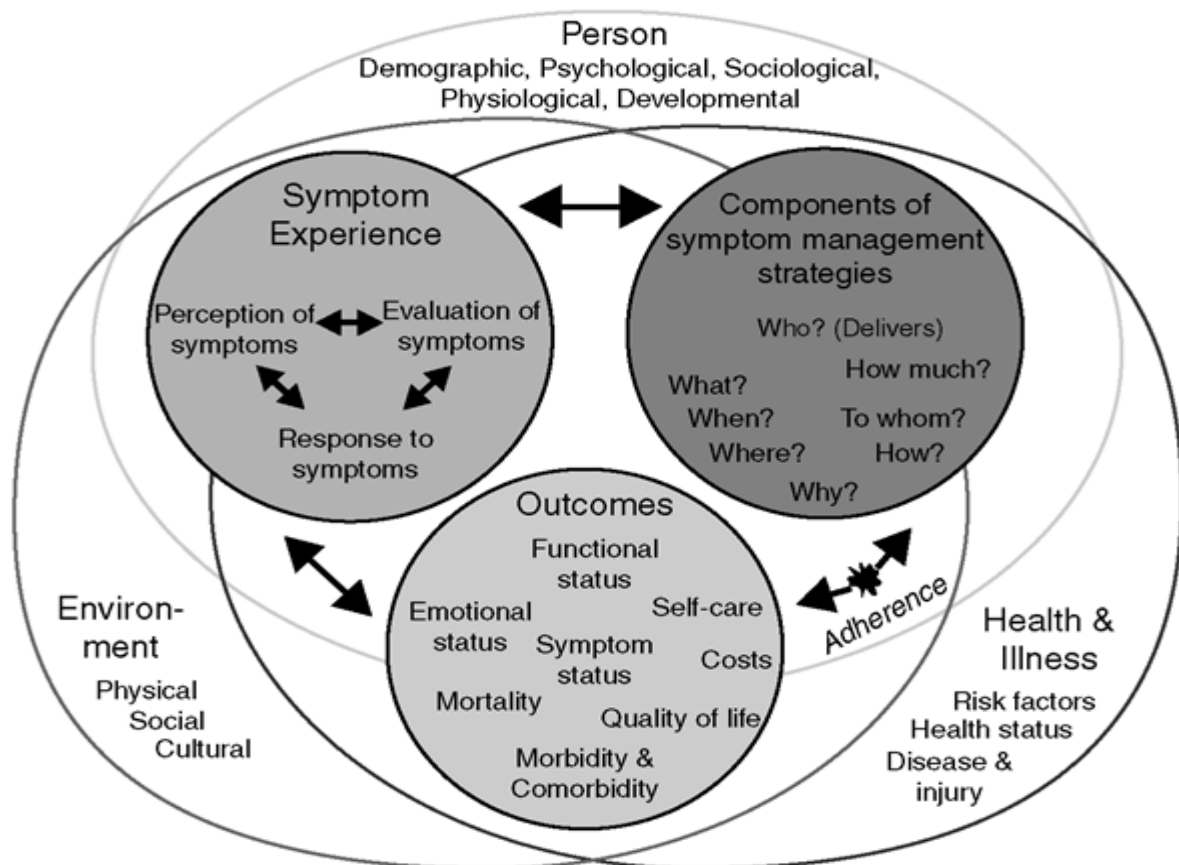 Person
Demographic, Psychological, Sociological,
Physiological, Developmental
Symptom
Experience
Perception of
symptoms
Evaluation of
symptoms
Response to
symptoms
Components of
symptom management
strategies
Who? (Delivers)
How much?
What?
When?
To whom?
Where?
How?
Why?
Outcomes
Functional
status
Emotional
status
Self-care
Symptom
status
Costs
Mortality
Quality of life
Morbidity &
Comorbidity
Adherence
Environ-
ment
Physical
Social
Cultural
Health &
Illness
Risk factors
Health status
Disease &
injury